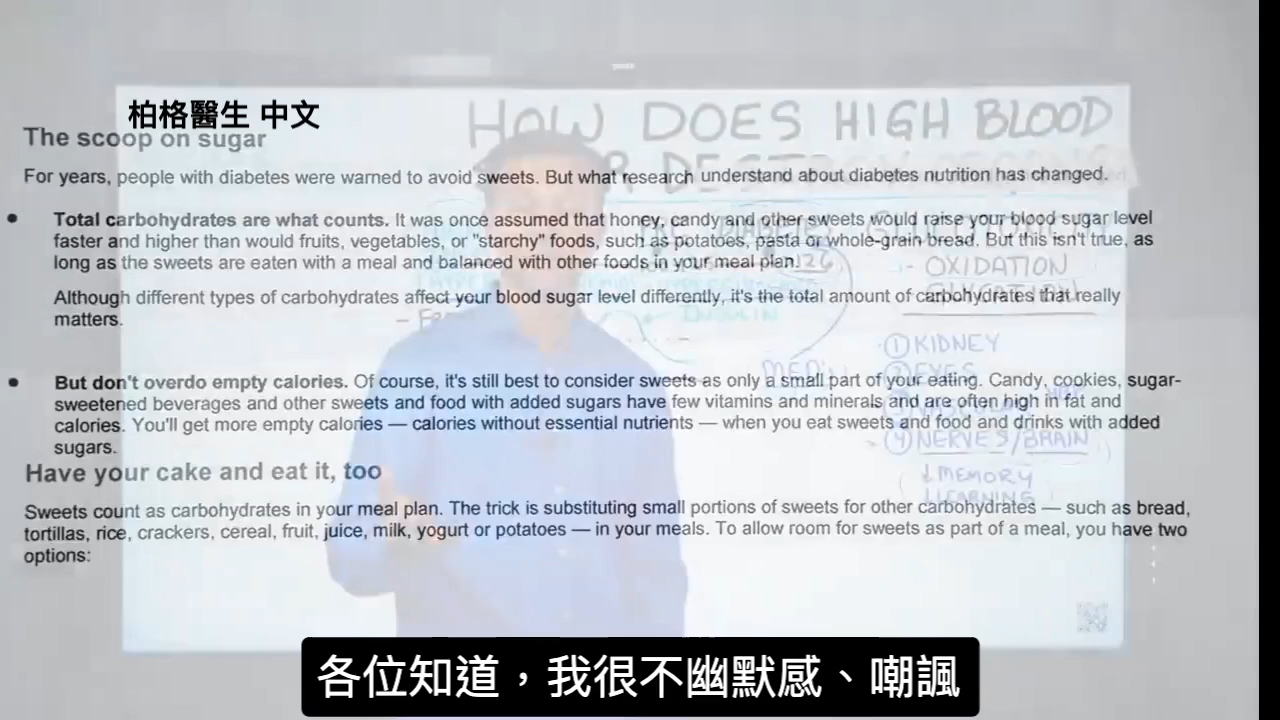 柏格醫生 中文
HOW DOES HIGH BLOOD
The scoop on sugar
For years, people with diabetes were warned to avoid sweets. But what research understand about diabetes nutrition has changed.
Total carbohydrates are what counts. It was once assumed that honey, candy and other sweets would raise your blood sugar level
faster and higher than would fruits, vegetables, or "starchy" foods, such as potatoes, pasta or whole-grain bread. But this isn't true, as
long as the sweets are eaten with a meal and balanced with other foods in your meal plan.
- OXIDATION
GLYCATION
Although different types of carbohydrates affect your blood sugar level differently, it's the total amount of carbohydrates that really
matters.
INSULIN
① KIDNEY
② EYES
But don't overdo empty calories. Of course, it's still best to consider sweets as only a small part of your eating. Candy, cookies, sugar-
sweetened beverages and other sweets and food with added sugars have few vitamins and minerals and are often high in fat and
calories. You'll get more empty calories — calories without essential nutrients — when you eat sweets and food and drinks with added
sugars.
④ NERVES/BRAIN
↓ MEMORY
LEARNING
Have your cake and eat it, too
Sweets count as carbohydrates in your meal plan. The trick is substituting small portions of sweets for other carbohydrates — such as bread,
tortillas, rice, crackers, cereal, fruit, juice, milk, yogurt or potatoes — in your meals. To allow room for sweets as part of a meal, you have two
options:
各位知道，我很不幽默感、嘲諷